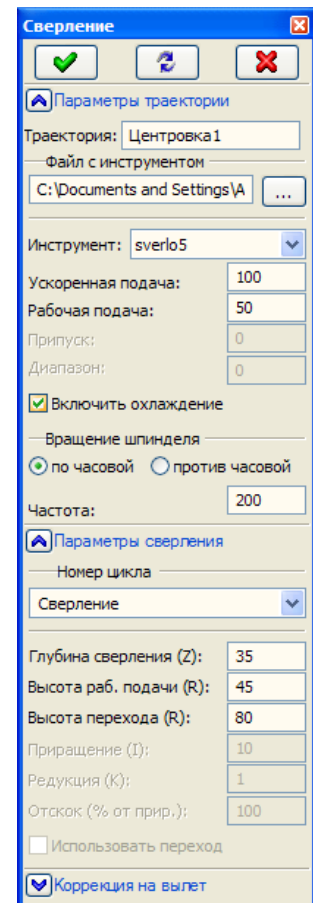 Сверление
Параметры траектории
Траектория: Центровка1
Файл с инструментом
C:\Documents and Settings\A ...
Инструмент: sverlo5
Ускоренная подача: 100
Рабочая подача: 50
Припуск: 0
Диапазон: 0
Включить охлаждение
Вращение шпинделя
по часовой против часовой
Частота: 200
Параметры сверления
Номер цикла
Сверление
Глубина сверления (Z): 35
Высота раб. подачи (R): 45
Высота перехода (R): 80
Приращение (I): 10
Редукция (K): 1
Отскок (% от прир.): 100
Использовать переход
Коррекция на вылет